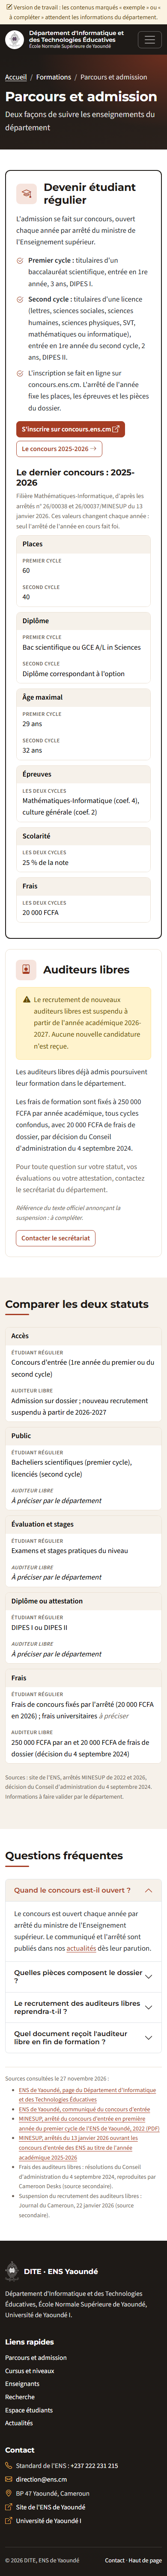 Version de travail : les contenus marqués « exemple » ou «
à compléter » attendent les informations du département.
Département d'Informatique et
des Technologies Éducatives
École Normale Supérieure de Yaoundé
Accueil / Formations / Parcours et admission
Parcours et admission
Deux façons de suivre les enseignements du
département
Devenir étudiant
régulier
L'admission se fait sur concours, ouvert
chaque année par arrêté du ministre de
l'Enseignement supérieur.
Premier cycle : titulaires d'un
baccalauréat scientifique, entrée en 1re
année, 3 ans, DIPES I.
Second cycle : titulaires d'une licence
(lettres, sciences sociales, sciences
humaines, sciences physiques, SVT,
mathématiques ou informatique),
entrée en 1re année du second cycle, 2
ans, DIPES II.
L'inscription se fait en ligne sur
concours.ens.cm. L'arrêté de l'année
fixe les places, les épreuves et les pièces
du dossier.
S'inscrire sur concours.ens.cm
Le concours 2025-2026 →
Le dernier concours : 2025-
2026
Filière Mathématiques-Informatique, d'après les
arrêtés n° 26/00038 et 26/00037/MINESUP du 13
janvier 2026. Ces valeurs changent chaque année :
seul l'arrêté de l'année en cours fait foi.
Places
PREMIER CYCLE
60
SECOND CYCLE
40
Diplôme
PREMIER CYCLE
Bac scientifique ou GCE A/L in Sciences
SECOND CYCLE
Diplôme correspondant à l'option
Âge maximal
PREMIER CYCLE
29 ans
SECOND CYCLE
32 ans
Épreuves
LES DEUX CYCLES
Mathématiques-Informatique (coef. 4),
culture générale (coef. 2)
Scolarité
LES DEUX CYCLES
25 % de la note
Frais
LES DEUX CYCLES
20 000 FCFA
Auditeurs libres
Le recrutement de nouveaux
auditeurs libres est suspendu à
partir de l'année académique 2026-
2027. Aucune nouvelle candidature
n'est reçue.
Les auditeurs libres déjà admis poursuivent
leur formation dans le département.
Les frais de formation sont fixés à 250 000
FCFA par année académique, tous cycles
confondus, avec 20 000 FCFA de frais de
dossier, par décision du Conseil
d'administration du 4 septembre 2024.
Pour toute question sur votre statut, vos
évaluations ou votre attestation, contactez
le secrétariat du département.
Référence du texte officiel annonçant la
suspension : à compléter.
Contacter le secrétariat
Comparer les deux statuts
Accès
ÉTUDIANT RÉGULIER
Concours d'entrée (1re année du premier ou du
second cycle)
AUDITEUR LIBRE
Admission sur dossier ; nouveau recrutement
suspendu à partir de 2026-2027
Public
ÉTUDIANT RÉGULIER
Bacheliers scientifiques (premier cycle),
licenciés (second cycle)
AUDITEUR LIBRE
À préciser par le département
Évaluation et stages
ÉTUDIANT RÉGULIER
Examens et stages pratiques du niveau
AUDITEUR LIBRE
À préciser par le département
Diplôme ou attestation
ÉTUDIANT RÉGULIER
DIPES I ou DIPES II
AUDITEUR LIBRE
À préciser par le département
Frais
ÉTUDIANT RÉGULIER
Frais de concours fixés par l'arrêté (20 000 FCFA
en 2026) ; frais universitaires à préciser
AUDITEUR LIBRE
250 000 FCFA par an et 20 000 FCFA de frais de
dossier (décision du 4 septembre 2024)
Sources : site de l'ENS, arrêtés MINESUP de 2022 et 2026,
décision du Conseil d'administration du 4 septembre 2024.
Informations à faire valider par le département.
Questions fréquentes
Quand le concours est-il ouvert ?
Le concours est ouvert chaque année par
arrêté du ministre de l'Enseignement
supérieur. Le communiqué et l'arrêté sont
publiés dans nos actualités dès leur parution.
Quelles pièces composent le dossier
?
Le recrutement des auditeurs libres
reprendra-t-il ?
Quel document reçoit l'auditeur
libre en fin de formation ?
Sources consultées le 27 novembre 2026 :
ENS de Yaoundé, page du Département d'Informatique
et des Technologies Éducatives
ENS de Yaoundé, communiqué du concours d'entrée
MINESUP, arrêté du concours d'entrée en première
année du premier cycle de l'ENS de Yaoundé, 2022 (PDF)
MINESUP, arrêtés du 13 janvier 2026 ouvrant les
concours d'entrée des ENS au titre de l'année
académique 2025-2026
Frais des auditeurs libres : résolutions du Conseil
d'administration du 4 septembre 2024, reproduites par
Cameroon Desks (source secondaire).
Suspension du recrutement des auditeurs libres :
Journal du Cameroun, 22 janvier 2026 (source
secondaire).
DITE · ENS Yaoundé
Département d'Informatique et des Technologies
Éducatives, École Normale Supérieure de Yaoundé,
Université de Yaoundé I.
Liens rapides
Parcours et admission
Cursus et niveaux
Enseignants
Recherche
Espace étudiants
Actualités
Contact
Standard de l'ENS : +237 222 231 215
direction@ens.cm
BP 47 Yaoundé, Cameroun
Site de l'ENS de Yaoundé
Université de Yaoundé I
© 2026 DITE, ENS de Yaoundé
Contact · Haut de page